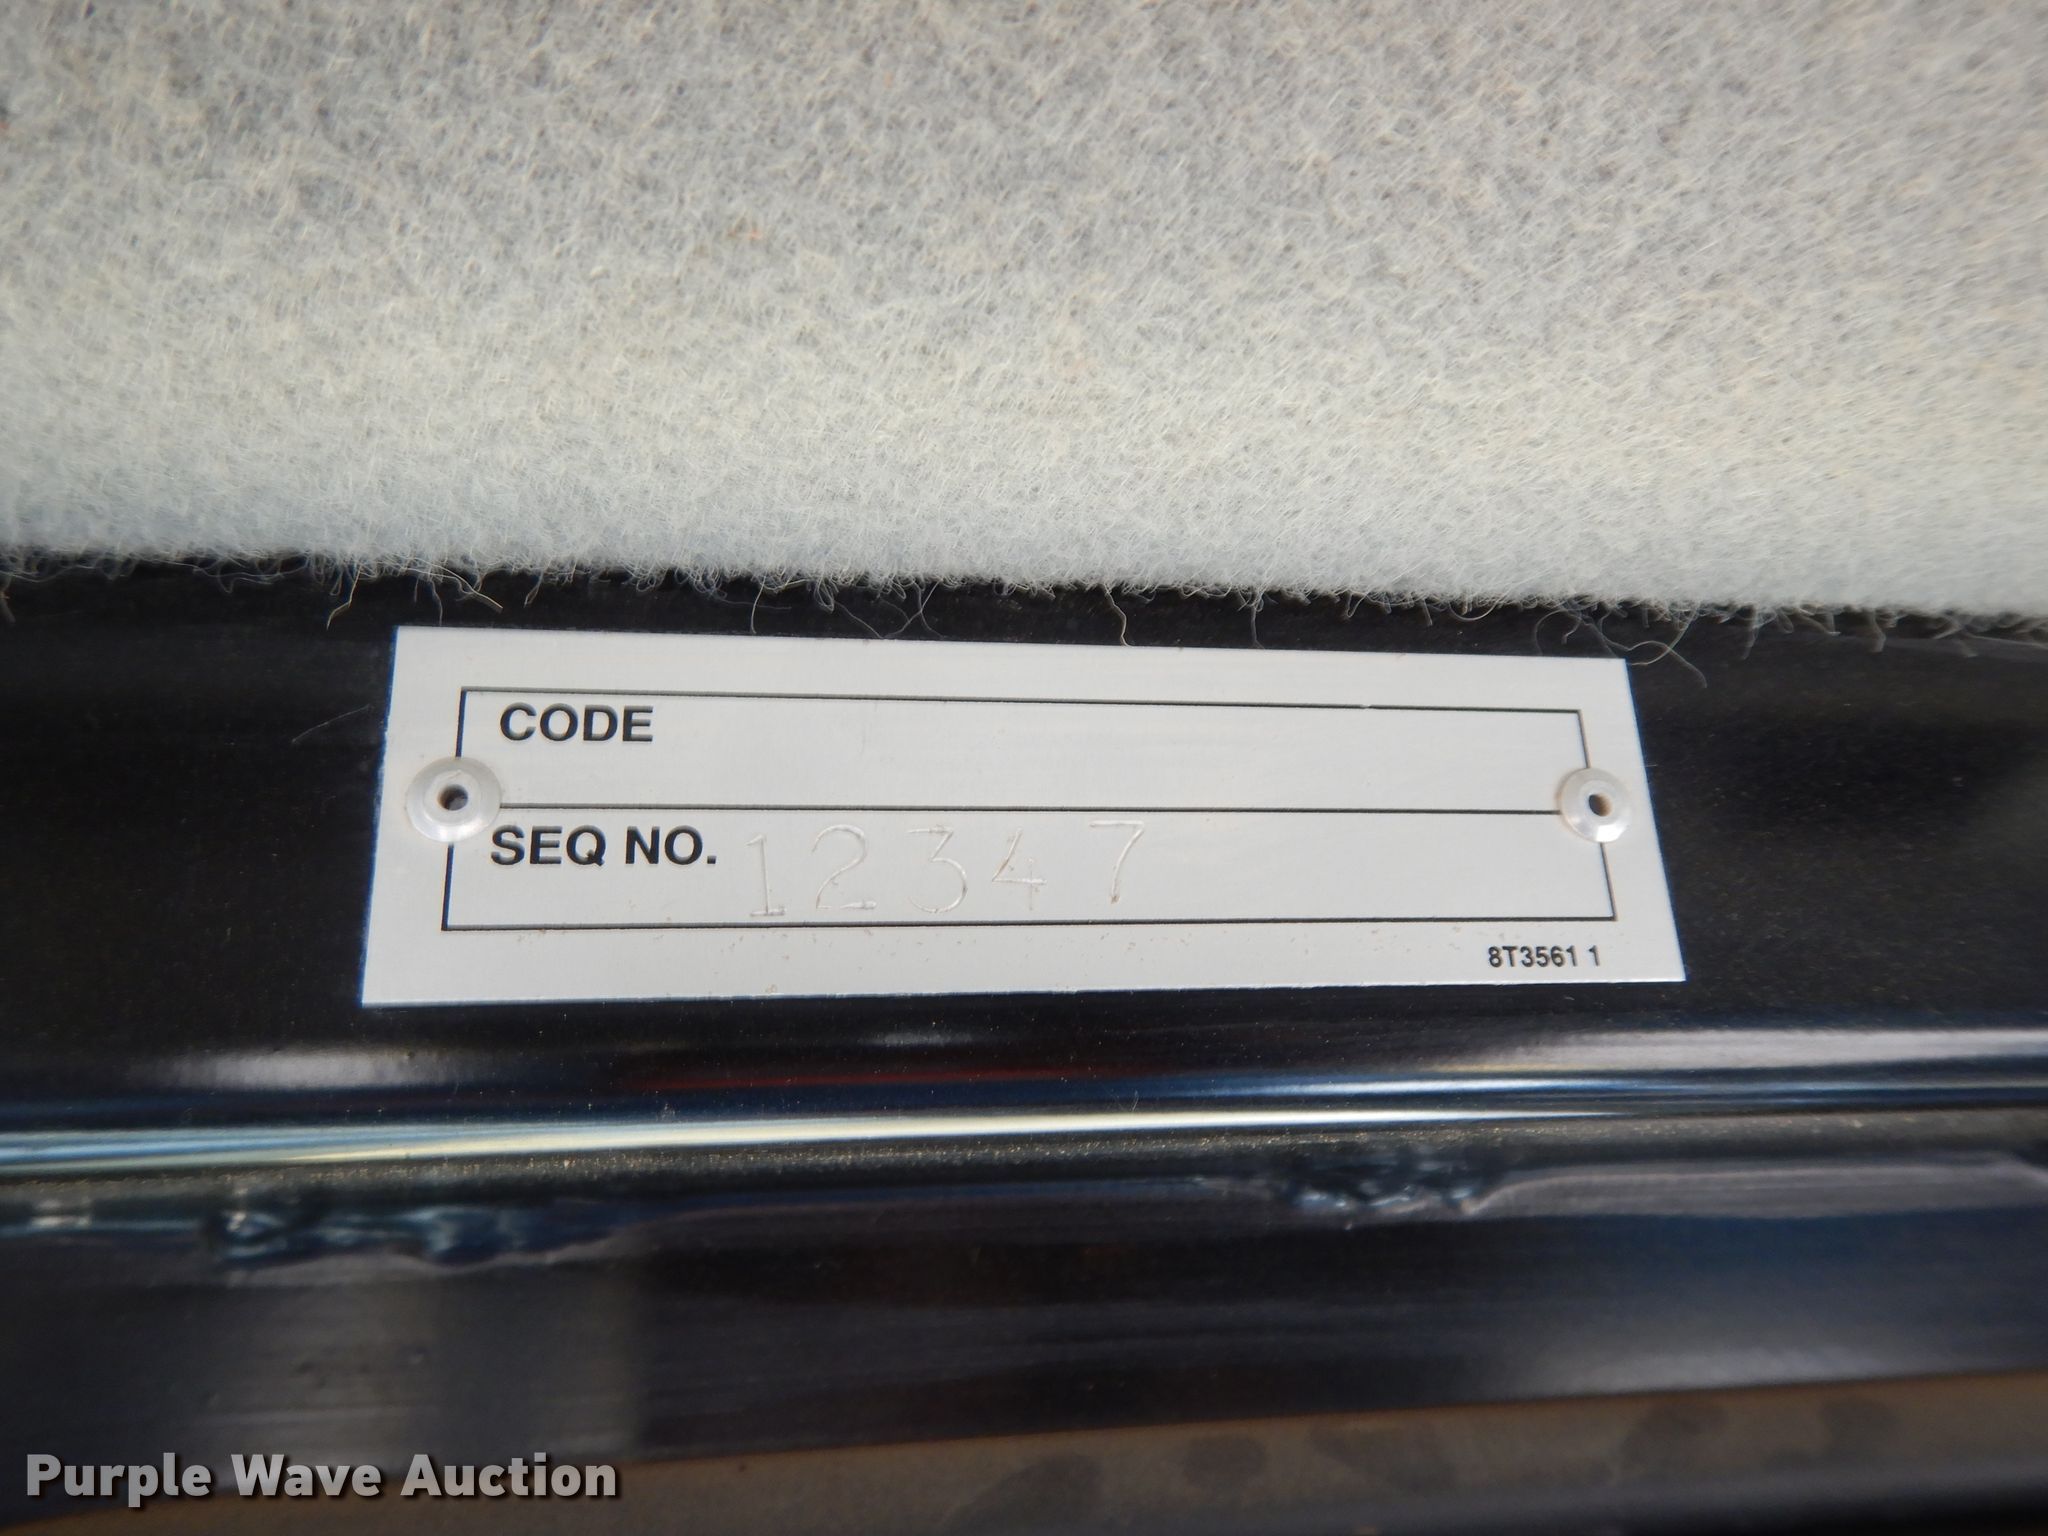 CODE
SEQ NO. 12347
8T3561 1
Purple Wave Auction